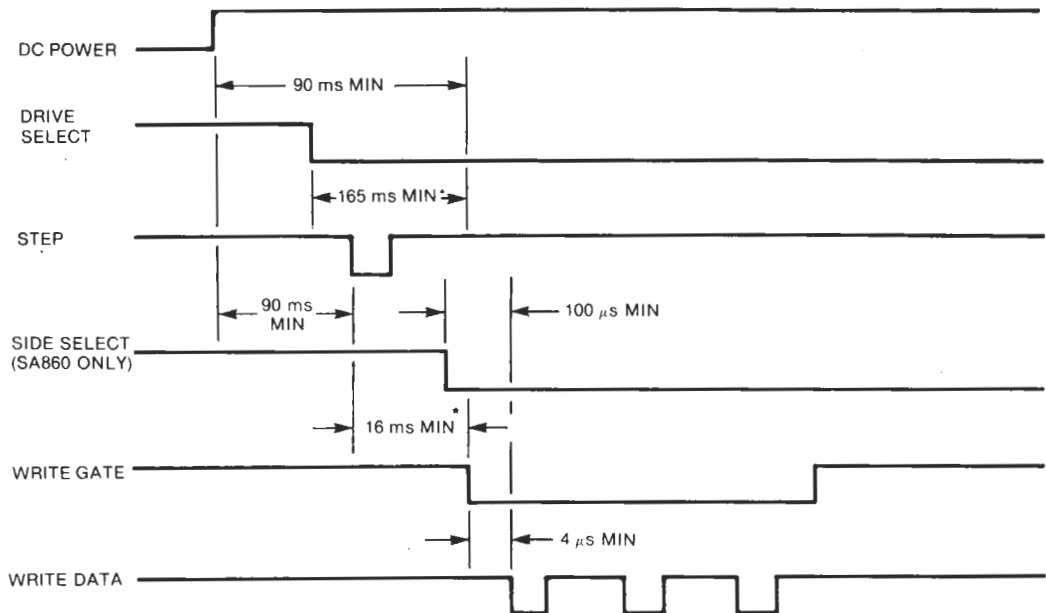 DC POWER
90 ms MIN
DRIVE
SELECT
165 ms MIN*
STEP
90 ms
MIN
100 μs MIN
SIDE SELECT
(SA860 ONLY)
16 ms MIN*
WRITE GATE
4 μs MIN
WRITE DATA